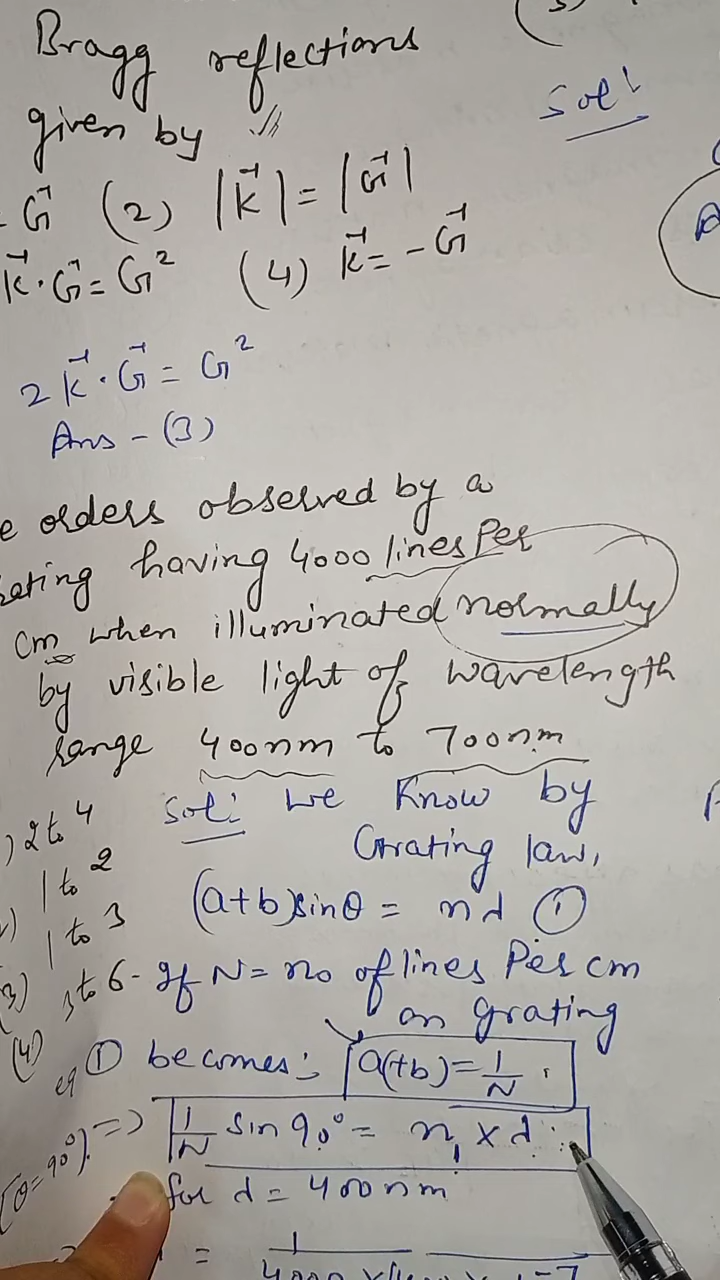 Bragg reflections
given by
G⃗ (2) |k⃗| = |G⃗|
k⃗·G⃗ = G² (4) k⃗ = -G⃗
2k⃗·G⃗ = G²
Ans - (3)
e orders observed by a
having 4000 lines Per
cm when illuminated normally
by visible light of wavelength
range 400nm to 700nm
) 2 to 4
1 to 2
) 1 to 3
3) 3 to 6
(4)
Sol:
Sol: We Know by
Grating law,
(a+b)sinθ = nλ ①
If N = no of lines Per cm
on grating
eq ① becomes: (a+b) = 1/N
[θ=90°] => 1/N sin 90° = n₁ × λ
for λ = 400nm
= 1